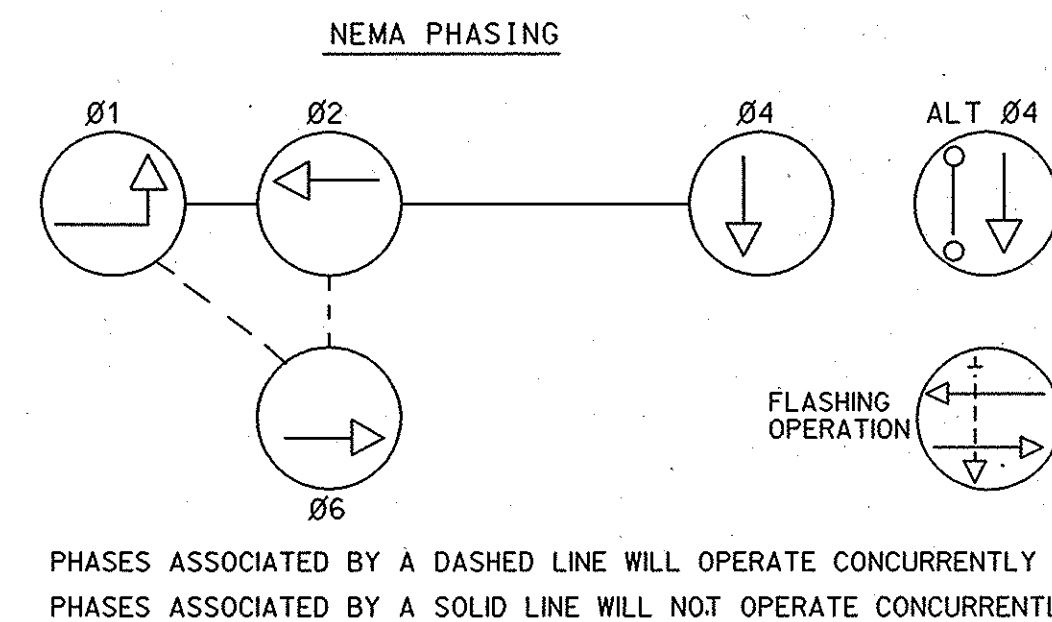 NEMA PHASING
Ø1
Ø2
Ø4
ALT Ø4
FLASHING
OPERATION
Ø6
PHASES ASSOCIATED BY A DASHED LINE WILL OPERATE CONCURRENTLY
PHASES ASSOCIATED BY A SOLID LINE WILL NOT OPERATE